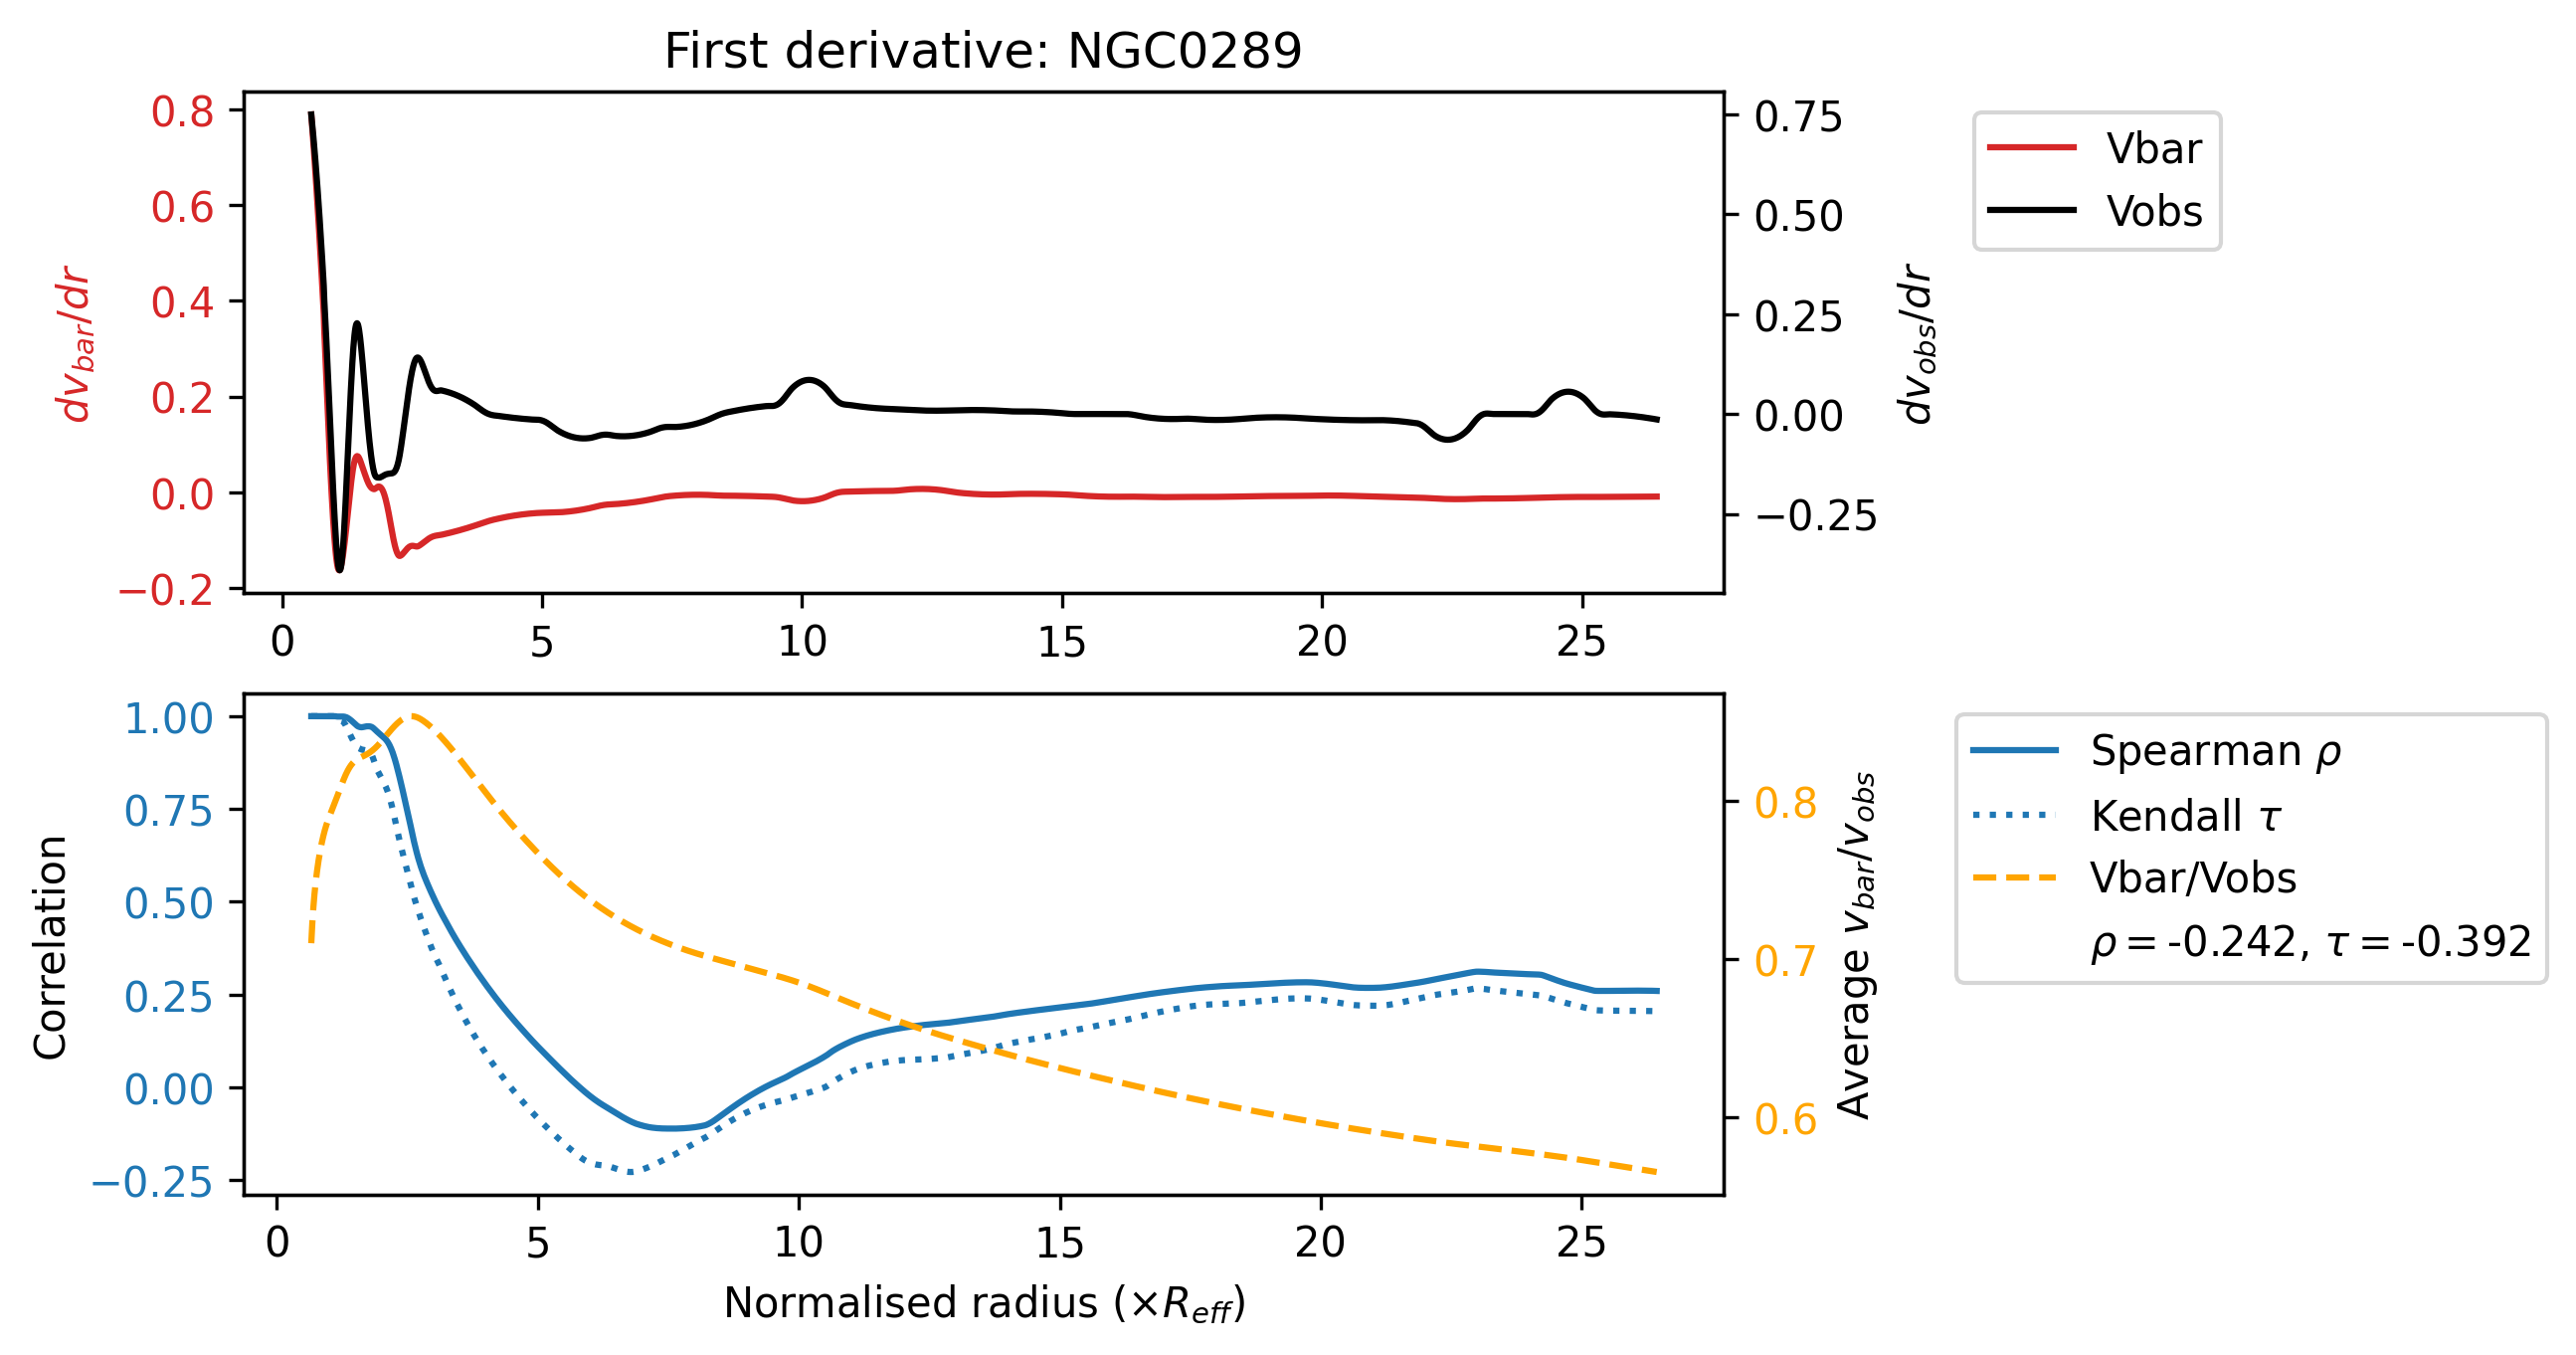 First derivative: NGC0289
0.8
0.6
0.4
0.2
0.0
−0.2
dv_bar/dr
0.75
0.50
0.25
0.00
−0.25
dv_obs/dr
0 5 10 15 20 25
Vbar
Vobs
1.00
0.75
0.50
0.25
0.00
−0.25
Correlation
0.8
0.7
0.6
Average v_bar/v_obs
0 5 10 15 20 25
Normalised radius (×R_eff)
Spearman ρ
Kendall τ
Vbar/Vobs
ρ = -0.242, τ = -0.392